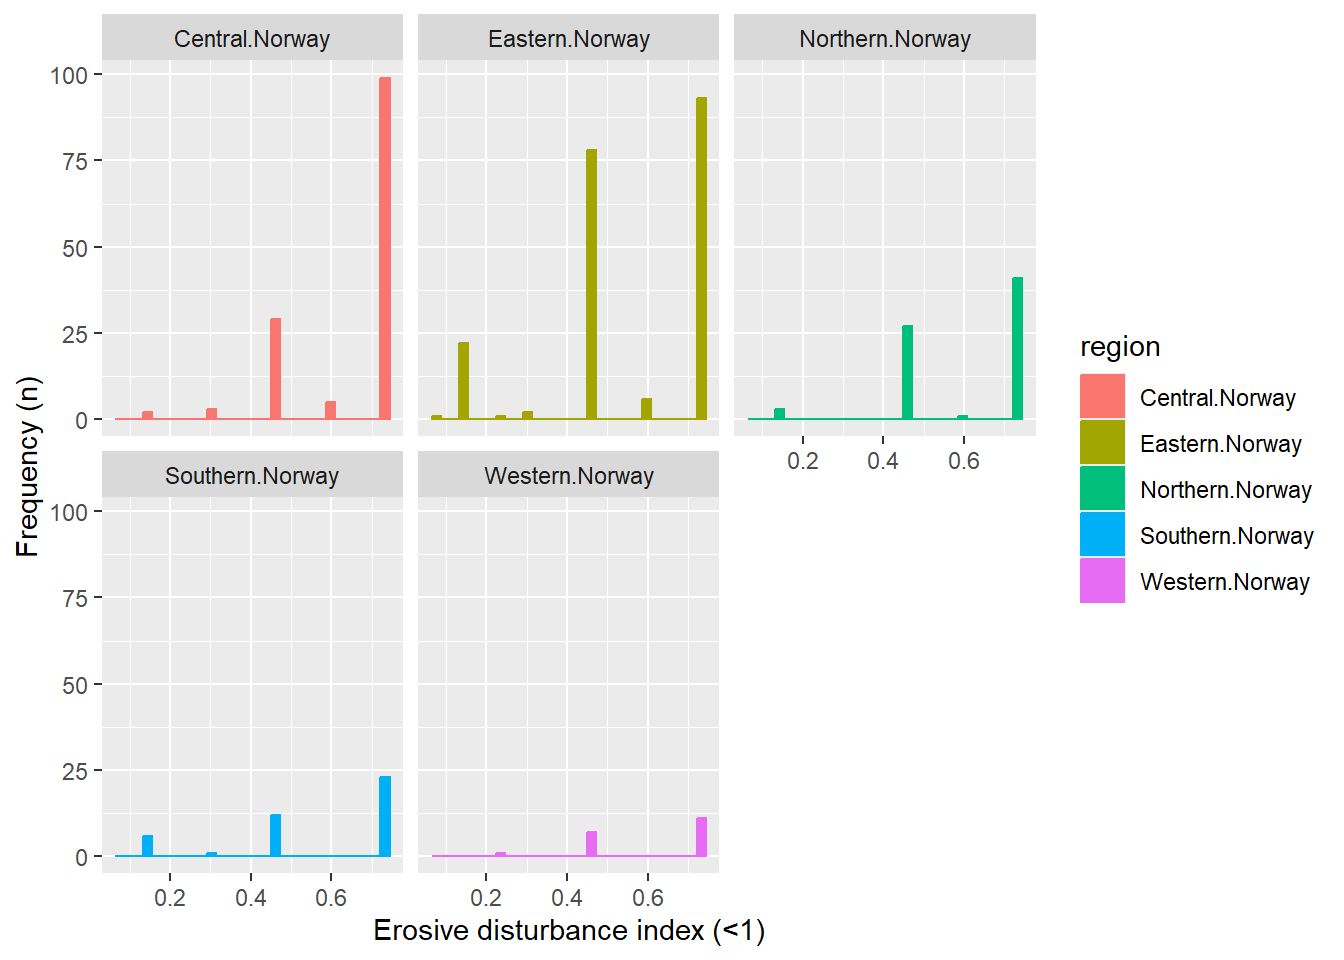 Central.Norway
Eastern.Norway
Northern.Norway
100
75
50
25
0
0.2 0.4 0.6
Southern.Norway
Western.Norway
100
75
50
25
0
0.2 0.4 0.6
0.2 0.4 0.6
Frequency (n)
Erosive disturbance index (<1)
region
Central.Norway
Eastern.Norway
Northern.Norway
Southern.Norway
Western.Norway